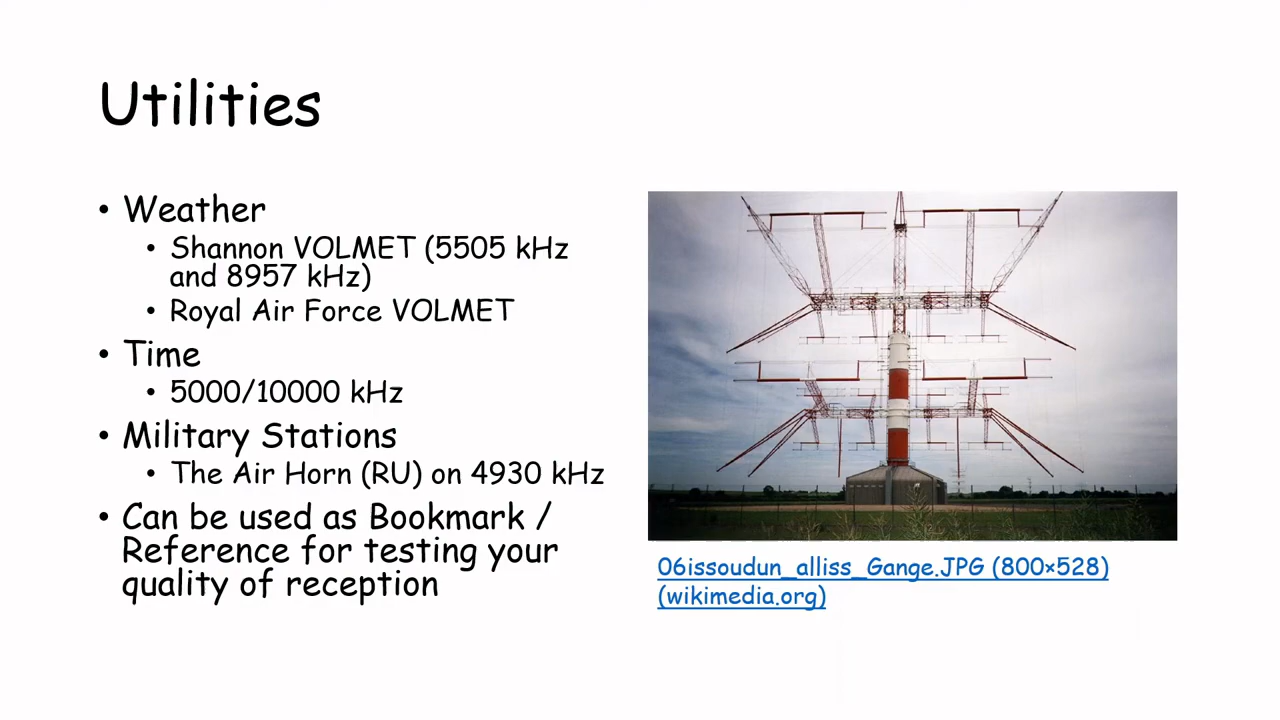 Utilities
• Weather
• Shannon VOLMET (5505 kHz
and 8957 kHz)
• Royal Air Force VOLMET
• Time
• 5000/10000 kHz
• Military Stations
• The Air Horn (RU) on 4930 kHz
• Can be used as Bookmark /
Reference for testing your
quality of reception
06issoudun_alliss_Gange.JPG (800×528)
(wikimedia.org)